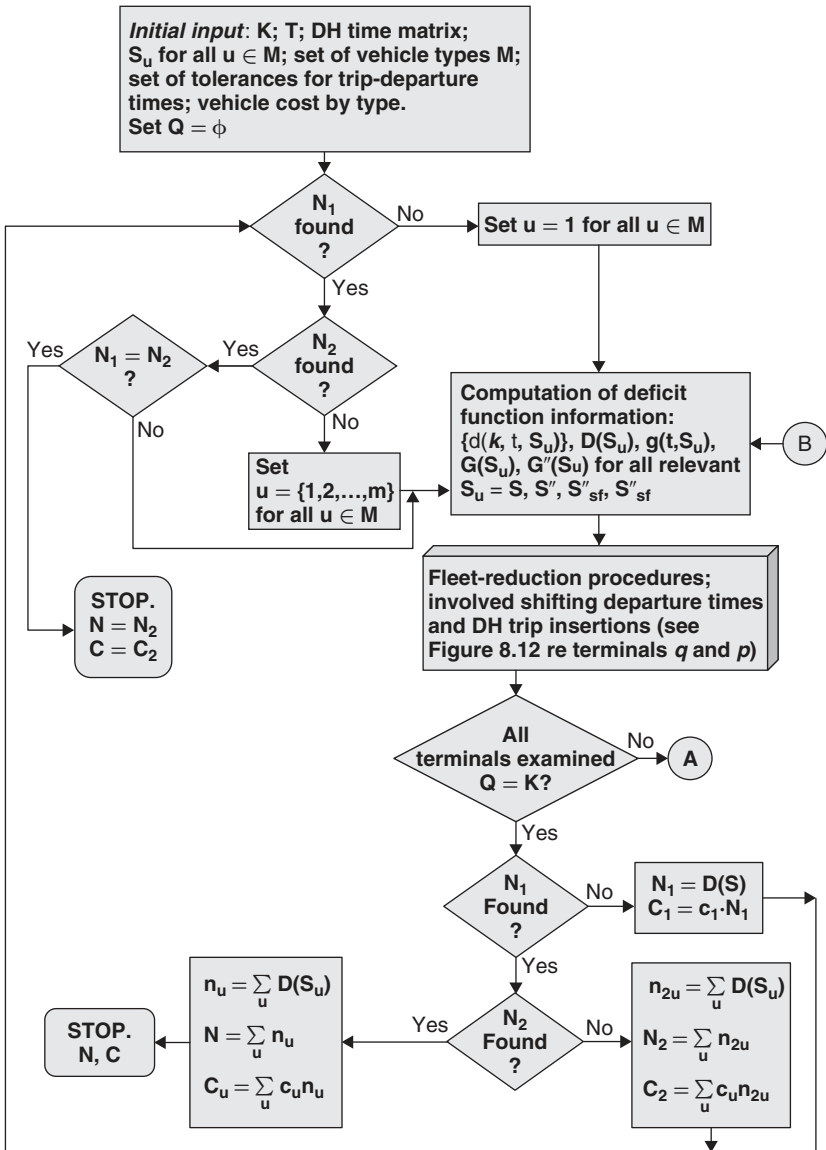 Initial input: K; T; DH time matrix;
Sᵤ for all u ∈ M; set of vehicle types M;
set of tolerances for trip-departure
times; vehicle cost by type.
Set Q = ϕ
N₁
found
?
No
Set u = 1 for all u ∈ M
Yes
N₂
found
?
Yes
N₁ = N₂
?
Yes
No
No
Set
u = {1,2,...,m}
for all u ∈ M
Computation of deficit
function information:
{d(k, t, Sᵤ)}, D(Sᵤ), g(t,Sᵤ),
G(Sᵤ), G″(Sᵤ) for all relevant
Sᵤ = S, S″, S″sf, S″sf
B
STOP.
N = N₂
C = C₂
Fleet-reduction procedures;
involved shifting departure times
and DH trip insertions (see
Figure 8.12 re terminals q and p)
All
terminals examined
Q = K?
No
A
Yes
N₁
Found
?
No
N₁ = D(S)
C₁ = c₁·N₁
Yes
N₂
Found
?
Yes
nᵤ = ∑ᵤ D(Sᵤ)
N = ∑ᵤ nᵤ
Cᵤ = ∑ᵤ cᵤnᵤ
STOP.
N, C
No
n₂ᵤ = ∑ᵤ D(Sᵤ)
N₂ = ∑ᵤ n₂ᵤ
C₂ = ∑ᵤ cᵤn₂ᵤ